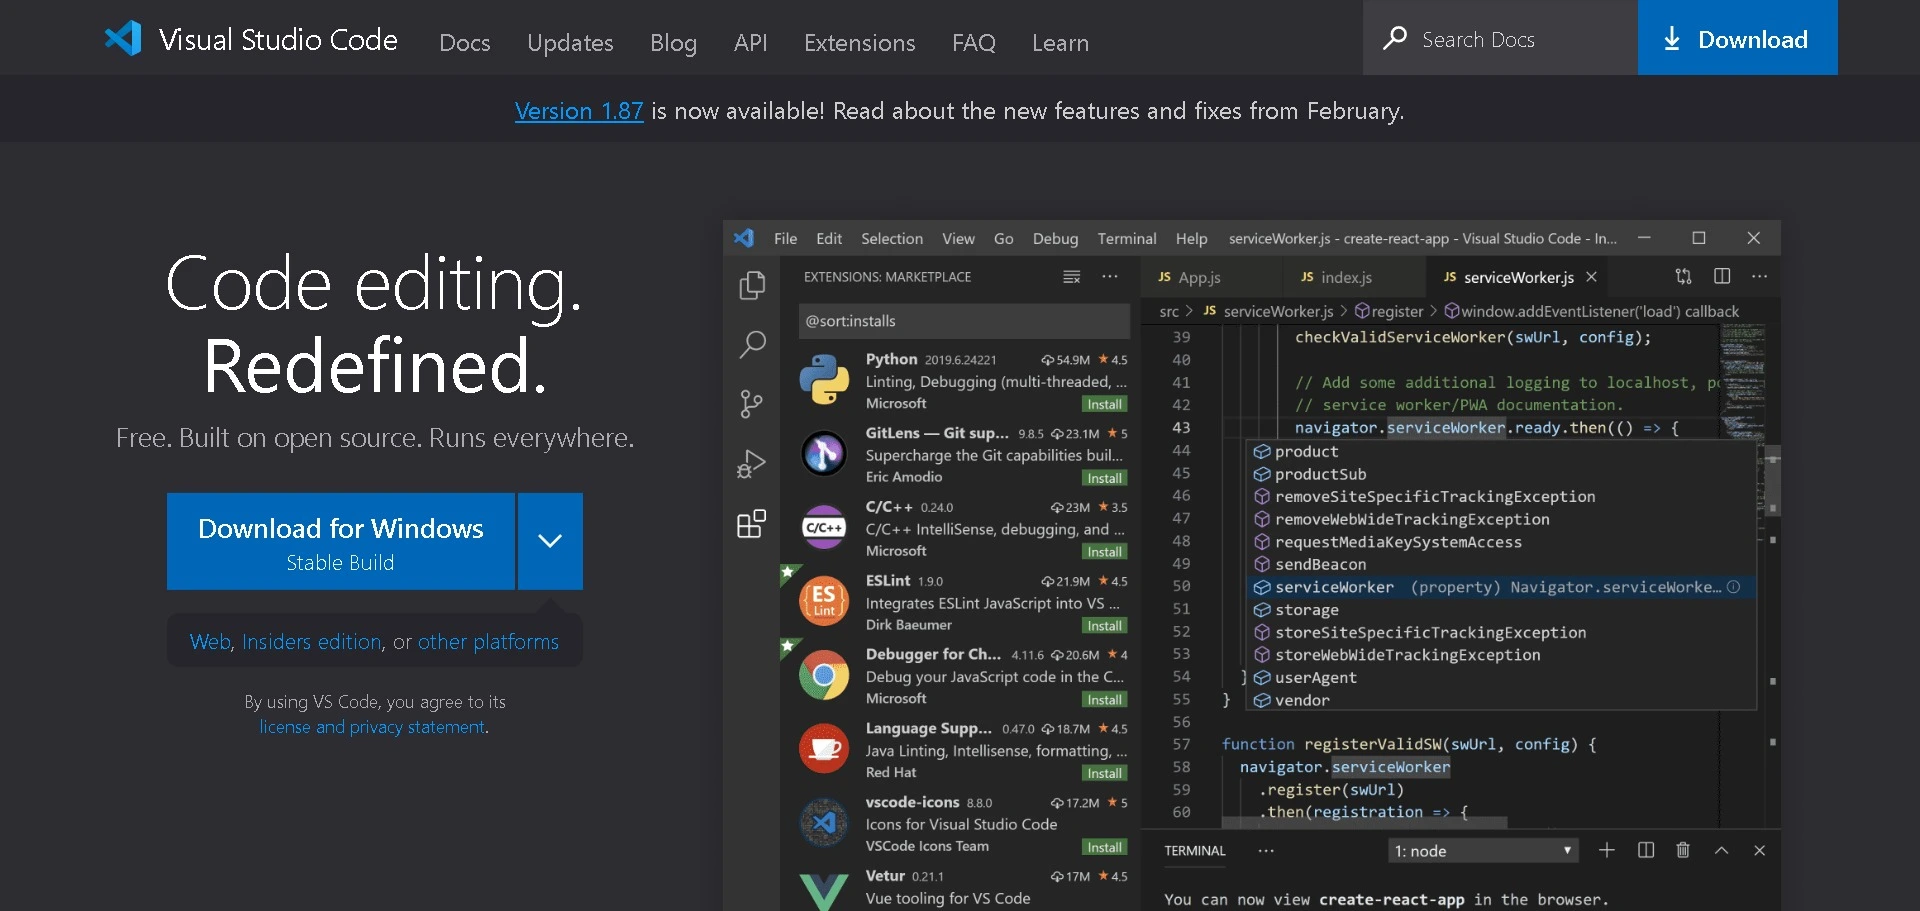 Visual Studio Code Docs Updates Blog API Extensions FAQ Learn Search Docs Download
Version 1.87 is now available! Read about the new features and fixes from February.
Code editing.
Redefined.
Free. Built on open source. Runs everywhere.
Download for Windows
Stable Build
Web, Insiders edition, or other platforms
By using VS Code, you agree to its
license and privacy statement.
File Edit Selection View Go Debug Terminal Help serviceWorker.js - create-react-app - Visual Studio Code - In...
EXTENSIONS: MARKETPLACE
@sort:installs
Python 2019.6.24221 54.9M ★ 4.5
Linting, Debugging (multi-threaded, ...
Microsoft Install
GitLens — Git sup... 9.8.5 23.1M ★ 5
Supercharge the Git capabilities buil...
Eric Amodio Install
C/C++
C/C++ 0.24.0 23M ★ 3.5
C/C++ IntelliSense, debugging, and ...
Microsoft Install
ES
Lint
ESLint 1.9.0 21.9M ★ 4.5
Integrates ESLint JavaScript into VS ...
Dirk Baeumer Install
Debugger for Ch... 4.11.6 20.6M ★ 4
Debug your JavaScript code in the C...
Microsoft Install
Language Supp... 0.47.0 18.7M ★ 4.5
Java Linting, Intellisense, formatting, ...
Red Hat Install
vscode-icons 8.8.0 17.2M ★ 5
Icons for Visual Studio Code
VSCode Icons Team Install
Vetur 0.21.1 17M ★ 4.5
Vue tooling for VS Code
JS App.js JS index.js JS serviceWorker.js
src > JS serviceWorker.js > register > window.addEventListener('load') callback
39 checkValidServiceWorker(swUrl, config);
40
41 // Add some additional logging to localhost, po
42 // service worker/PWA documentation.
43 navigator.serviceWorker.ready.then(() => {
44 product
45 productSub
46 removeSiteSpecificTrackingException
47 removeWebWideTrackingException
48 requestMediaKeySystemAccess
49 sendBeacon
50 serviceWorker (property) Navigator.serviceWorke...
51 storage
52 storeSiteSpecificTrackingException
53 storeWebWideTrackingException
54 } userAgent
55 } vendor
56
57 function registerValidSW(swUrl, config) {
58 navigator.serviceWorker
59 .register(swUrl)
60 .then(registration => {
TERMINAL ... 1: node
You can now view create-react-app in the browser.